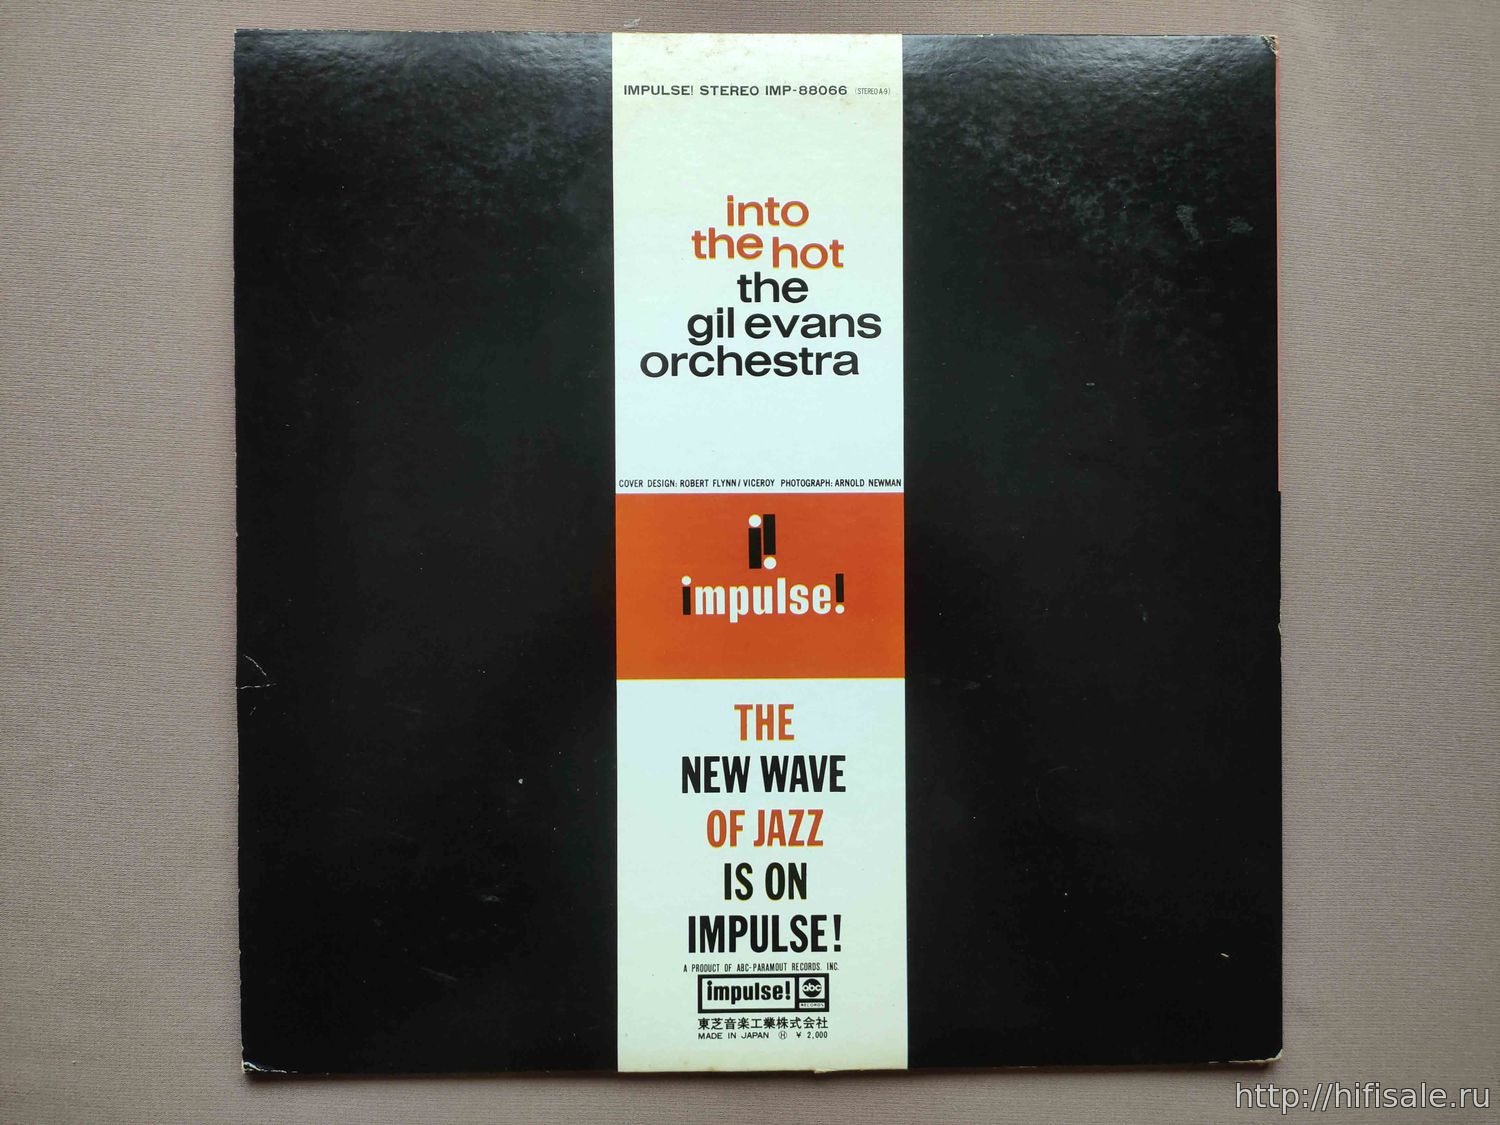 IMPULSE! STEREO IMP-88066 (STEREO A-9)
into
the hot
the
gil evans
orchestra
COVER DESIGN: ROBERT FLYNN / VICEROY PHOTOGRAPH: ARNOLD NEWMAN
i!
impulse!
THE
NEW WAVE
OF JAZZ
IS ON
IMPULSE!
A PRODUCT OF ABC-PARAMOUT RECORDS. INC.
impulse! abc RECORDS
東芝音楽工業株式会社
MADE IN JAPAN Ⓗ ¥ 2,000
http://hifisale.ru